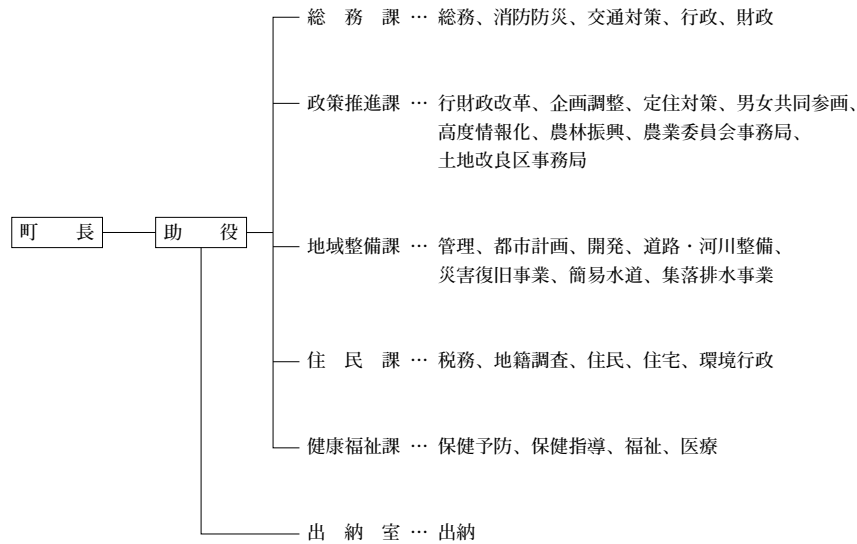 総務課 … 総務、消防防災、交通対策、行政、財政
政策推進課 … 行財政改革、企画調整、定住対策、男女共同参画、
高度情報化、農林振興、農業委員会事務局、
土地改良区事務局
町長
助役
地域整備課 … 管理、都市計画、開発、道路・河川整備、
災害復旧事業、簡易水道、集落排水事業
住民課 … 税務、地籍調査、住民、住宅、環境行政
健康福祉課 … 保健予防、保健指導、福祉、医療
出納室 … 出納